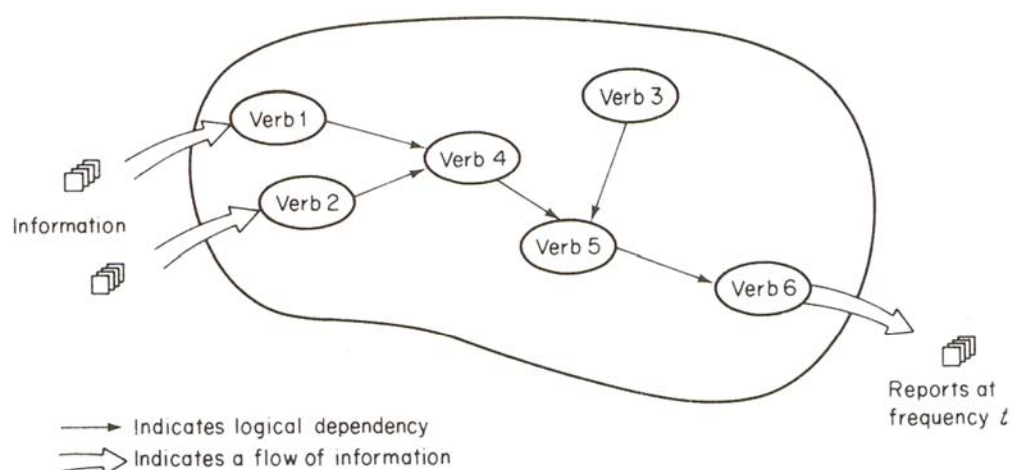 Verb 1
Verb 3
Verb 4
Verb 2
Information
Verb 5
Verb 6
Reports at
frequency t
Indicates logical dependency
Indicates a flow of information